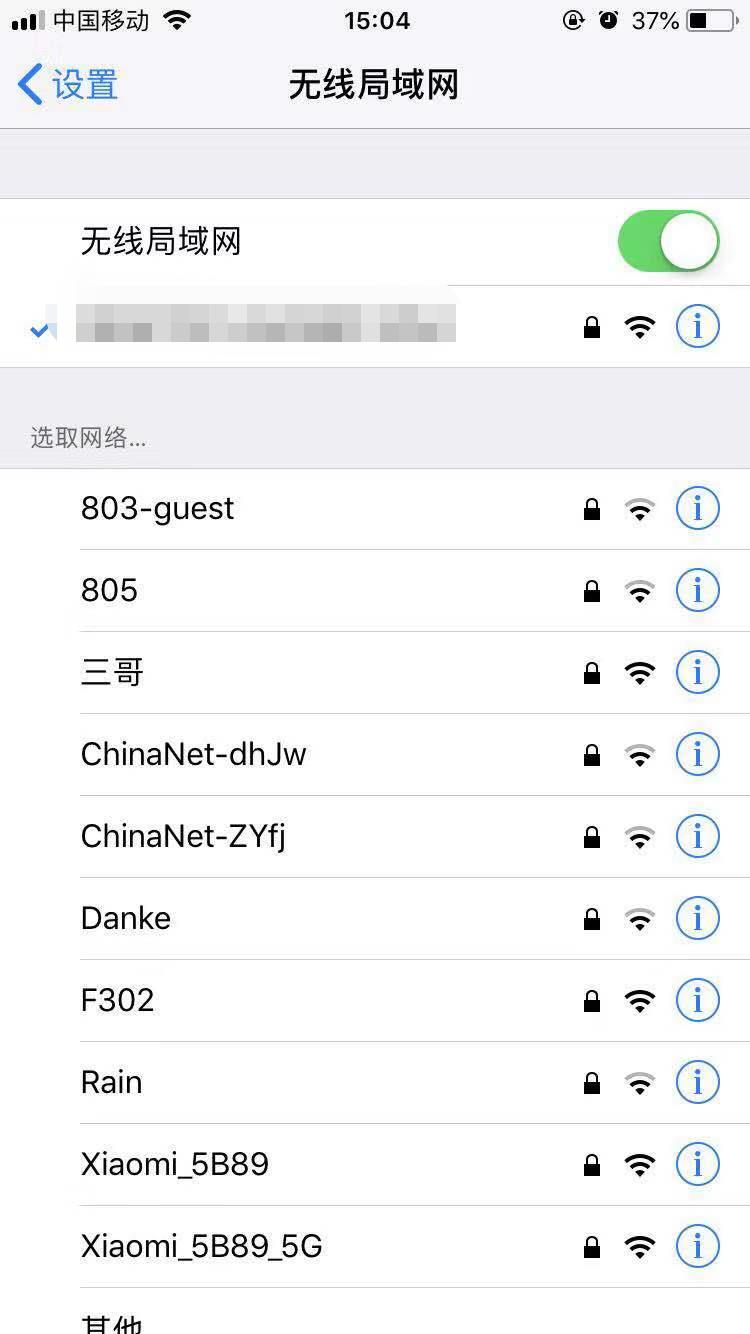 中国移动 15:04 37%
设置 无线局域网
无线局域网
选取网络...
803-guest
805
三哥
ChinaNet-dhJw
ChinaNet-ZYfj
Danke
F302
Rain
Xiaomi_5B89
Xiaomi_5B89_5G
其他